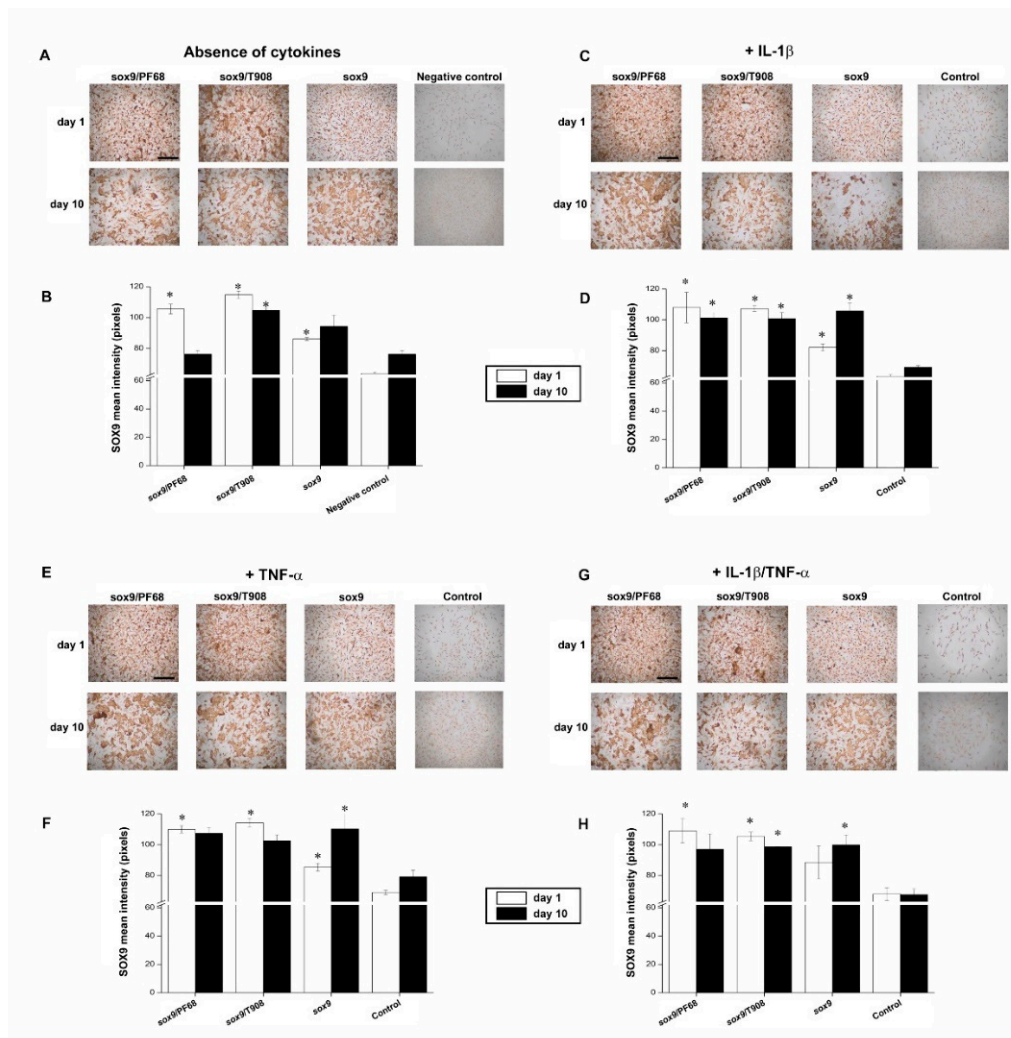 A
Absence of cytokines
sox9/PF68 sox9/T908 sox9 Negative control
day 1
day 10
C
+ IL-1β
sox9/PF68 sox9/T908 sox9 Control
day 1
day 10
B
SOX9 mean intensity (pixels)
120
100
80
60
40
20
0
* * * *
sox9/PF68 sox9/T908 sox9 Negative control
day 1
day 10
D
SOX9 mean intensity (pixels)
120
100
80
60
40
20
0
* * * * * *
sox9/PF68 sox9/T908 sox9 Control
E
+ TNF-α
sox9/PF68 sox9/T908 sox9 Control
day 1
day 10
G
+ IL-1β/TNF-α
sox9/PF68 sox9/T908 sox9 Control
day 1
day 10
F
SOX9 mean intensity (pixels)
120
100
80
60
40
20
0
* * * *
sox9/PF68 sox9/T908 sox9 Control
day 1
day 10
H
SOX9 mean intensity (pixels)
120
100
80
60
40
20
0
* * * *
sox9/PF68 sox9/T908 sox9 Control